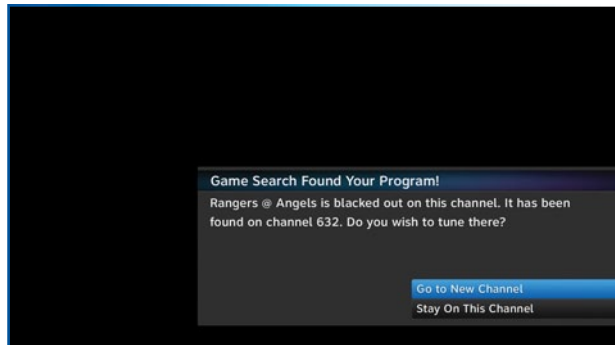 Game Search Found Your Program!
Rangers @ Angels is blacked out on this channel. It has been
found on channel 632. Do you wish to tune there?
Go to New Channel
Stay On This Channel